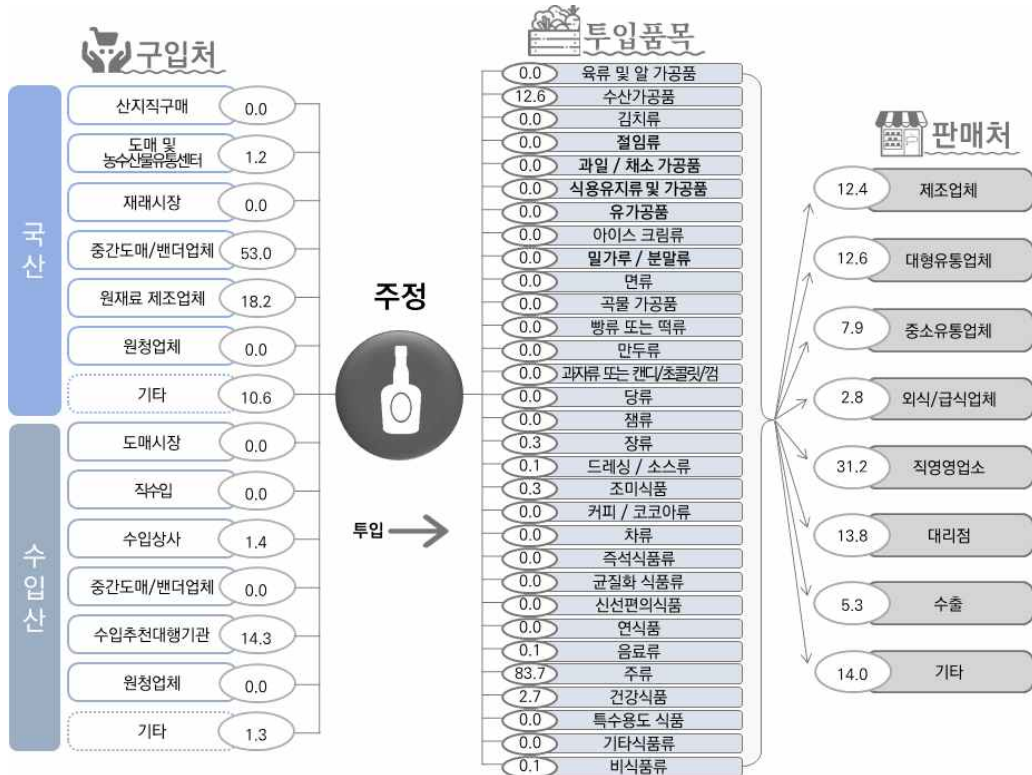 구입처
국산
산지직구매 0.0
도매 및
농수산물유통센터 1.2
재래시장 0.0
중간도매/밴더업체 53.0
원재료 제조업체 18.2
원청업체 0.0
기타 10.6
수입산
도매시장 0.0
직수입 0.0
수입상사 1.4
중간도매/밴더업체 0.0
수입추천대행기관 14.3
원청업체 0.0
기타 1.3
주정
투입
투입품목
0.0 육류 및 알 가공품
12.6 수산가공품
0.0 김치류
0.0 절임류
0.0 과일 / 채소 가공품
0.0 식용유지류 및 가공품
0.0 유가공품
0.0 아이스 크림류
0.0 밀가루 / 분말류
0.0 면류
0.0 곡물 가공품
0.0 빵류 또는 떡류
0.0 만두류
0.0 과자류 또는 캔디/초콜릿/껌
0.0 당류
0.0 잼류
0.3 장류
0.1 드레싱 / 소스류
0.3 조미식품
0.0 커피 / 코코아류
0.0 차류
0.0 즉석식품류
0.0 균질화 식품류
0.0 신선편의식품
0.0 연식품
0.1 음료류
83.7 주류
2.7 건강식품
0.0 특수용도 식품
0.0 기타식품류
0.1 비식품류
판매처
12.4 제조업체
12.6 대형유통업체
7.9 중소유통업체
2.8 외식/급식업체
31.2 직영영업소
13.8 대리점
5.3 수출
14.0 기타